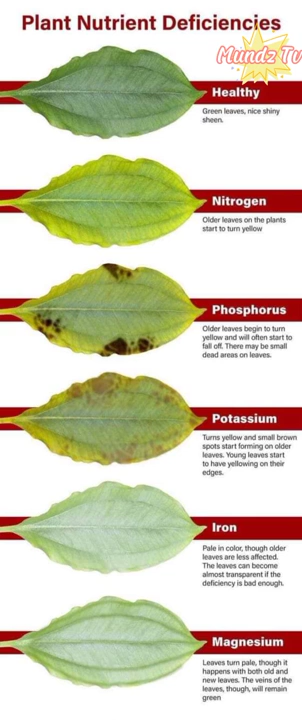 Plant Nutrient Deficiencies
Mundz Tv
Healthy
Green leaves, nice shiny
sheen.
Nitrogen
Older leaves on the plants
start to turn yellow
Phosphorus
Older leaves begin to turn
yellow and will often start to
fall off. There may be small
dead areas on leaves.
Potassium
Turns yellow and small brown
spots start forming on older
leaves. Young leaves start
to have yellowing on their
edges.
Iron
Pale in color, though older
leaves are less affected.
The leaves can become
almost transparent if the
deficiency is bad enough.
Magnesium
Leaves turn pale, though it
happens with both old and
new leaves. The veins of the
leaves, though, will remain
green